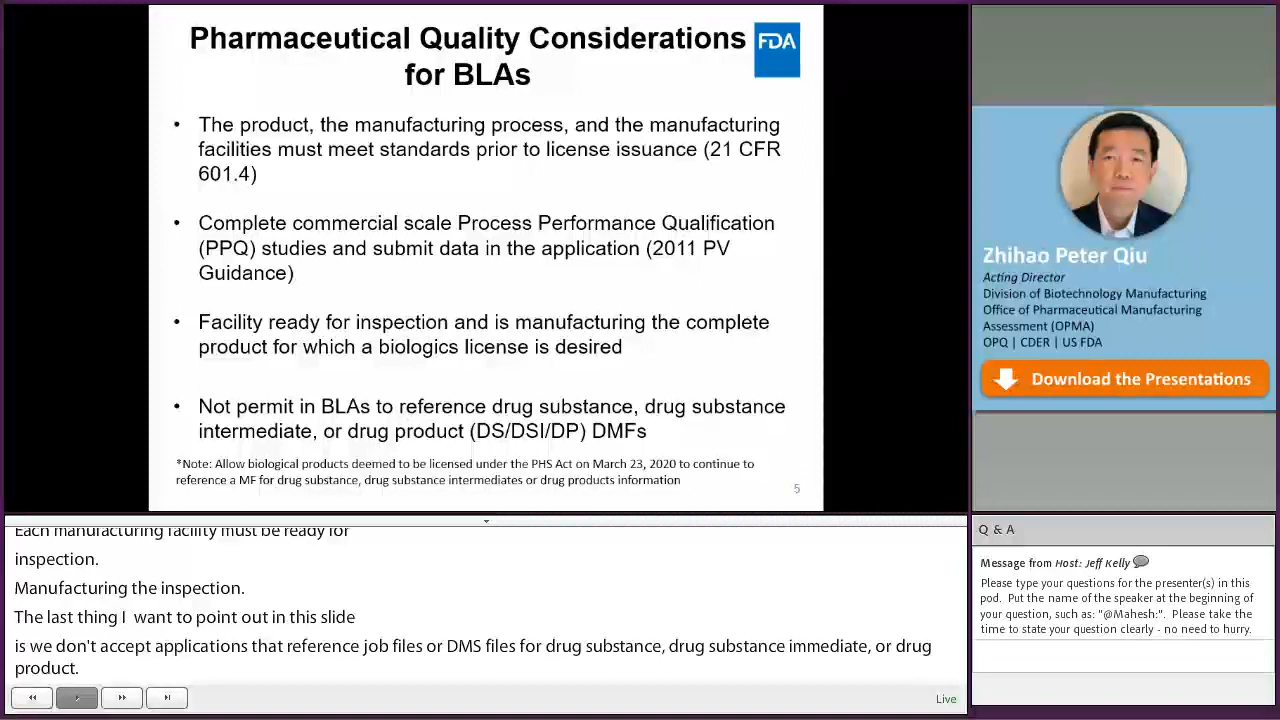 Pharmaceutical Quality Considerations
for BLAs
FDA
• The product, the manufacturing process, and the manufacturing
facilities must meet standards prior to license issuance (21 CFR
601.4)
• Complete commercial scale Process Performance Qualification
(PPQ) studies and submit data in the application (2011 PV
Guidance)
• Facility ready for inspection and is manufacturing the complete
product for which a biologics license is desired
• Not permit in BLAs to reference drug substance, drug substance
intermediate, or drug product (DS/DSI/DP) DMFs
*Note: Allow biological products deemed to be licensed under the PHS Act on March 23, 2020 to continue to
reference a MF for drug substance, drug substance intermediates or drug products information
5
Zhihao Peter Qiu
Acting Director
Division of Biotechnology Manufacturing
Office of Pharmaceutical Manufacturing
Assessment (OPMA)
OPQ | CDER | US FDA
Download the Presentations
Each manufacturing facility must be ready for
inspection.
Manufacturing the inspection.
The last thing I want to point out in this slide
is we don't accept applications that reference job files or DMS files for drug substance, drug substance immediate, or drug
product.
Live
Q & A
Message from Host: Jeff Kelly
Please type your questions for the presenter(s) in this
pod. Put the name of the speaker at the beginning of
your question, such as: "@Mahesh:". Please take the
time to state your question clearly - no need to hurry.